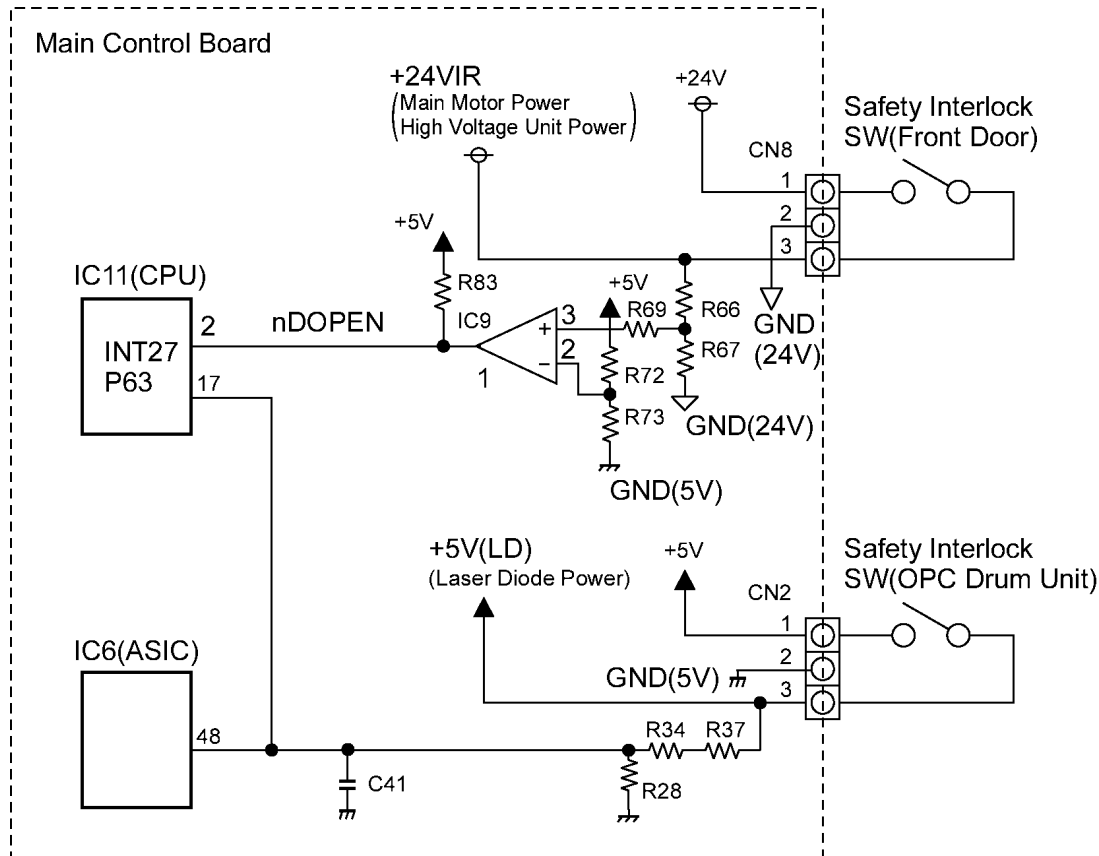 Main Control Board
+24VIR
(Main Motor Power
High Voltage Unit Power)
+24V
Safety Interlock
SW(Front Door)
CN8
1
2
3
+5V
R83
IC11(CPU)
INT27
P63
2
17
nDOPEN
IC9
3
2
1
+
−
+5V
R69
R66
R67
R72
R73
GND
(24V)
GND(24V)
GND(5V)
+5V(LD)
(Laser Diode Power)
+5V
Safety Interlock
SW(OPC Drum Unit)
CN2
1
2
3
GND(5V)
IC6(ASIC)
48
C41
R34
R37
R28